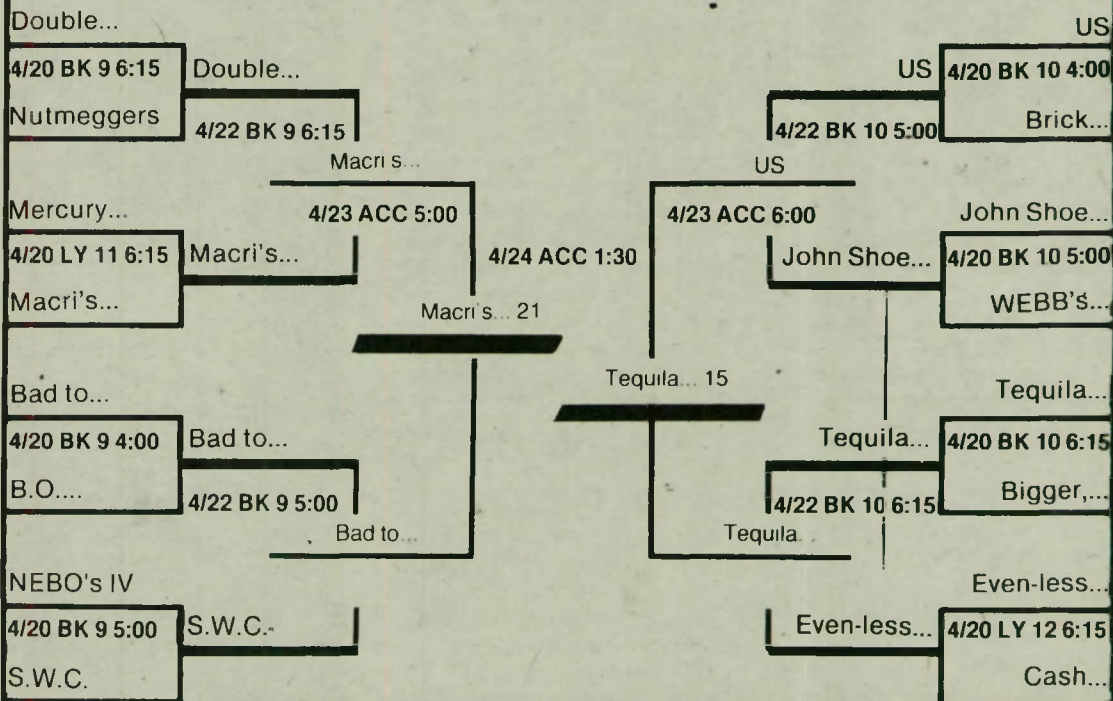 Double...
4/20 BK 9 6:15
Nutmeggers
Double...
4/22 BK 9 6:15
Macri's...
Mercury...
4/20 LY 11 6:15
Macri's...
Macri's...
4/23 ACC 5:00
4/24 ACC 1:30
Macri's... 21
Bad to...
4/20 BK 9 4:00
B.O....
Bad to...
4/22 BK 9 5:00
Bad to...
NEBO's IV
4/20 BK 9 5:00
S.W.C.
S.W.C.-
US
4/20 BK 10 4:00
Brick...
US
4/22 BK 10 5:00
US
4/23 ACC 6:00
John Shoe...
4/20 BK 10 5:00
WEBB's...
John Shoe...
Tequila... 15
Tequila...
4/20 BK 10 6:15
Bigger,...
Tequila...
4/22 BK 10 6:15
Tequila...
Even-less...
4/20 LY 12 6:15
Cash...
Even-less...